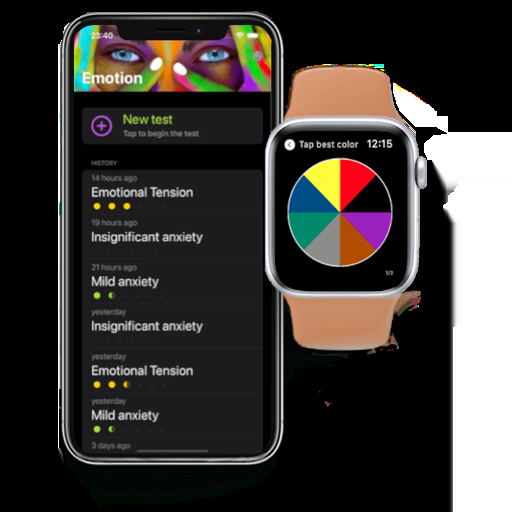 23:40
Emotion
New test
Tap to begin the test
HISTORY
14 hours ago
Emotional Tension
19 hours ago
Insignificant anxiety
21 hours ago
Mild anxiety
yesterday
Insignificant anxiety
yesterday
Emotional Tension
yesterday
Mild anxiety
3 days ago
Tap best color 12:15
1/2